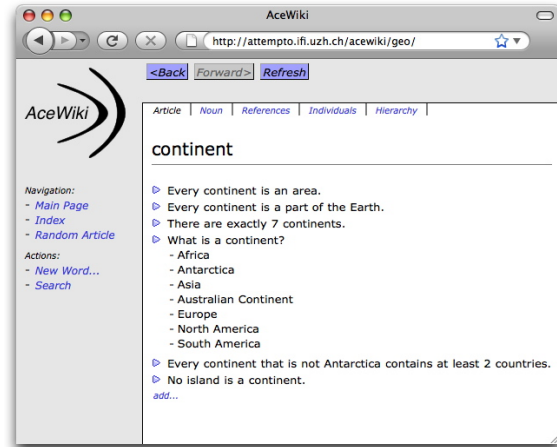 AceWiki
http://attempto.ifi.uzh.ch/acewiki/geo/
<Back Forward> Refresh
AceWiki
Article | Noun | References | Individuals | Hierarchy |
continent
Navigation:
- Main Page
- Index
- Random Article
Actions:
- New Word...
- Search
Every continent is an area.
Every continent is a part of the Earth.
There are exactly 7 continents.
What is a continent?
- Africa
- Antarctica
- Asia
- Australian Continent
- Europe
- North America
- South America
Every continent that is not Antarctica contains at least 2 countries.
No island is a continent.
add...